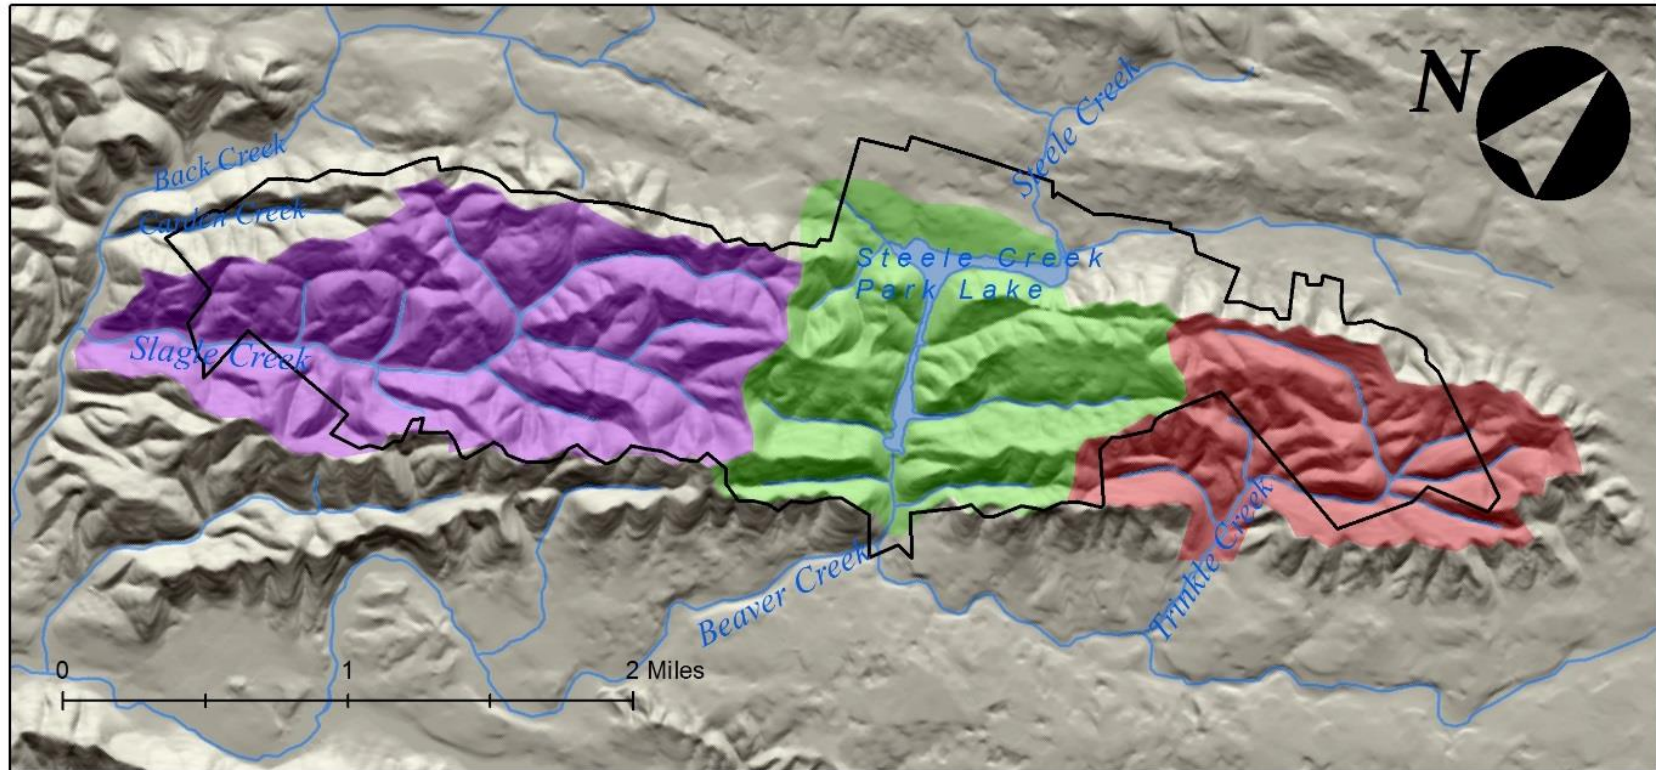 N
Steele Creek
Back Creek
Carden Creek
Steele Creek
Park Lake
Slagle Creek
Trinkle Creek
Beaver Creek
0 1 2 Miles